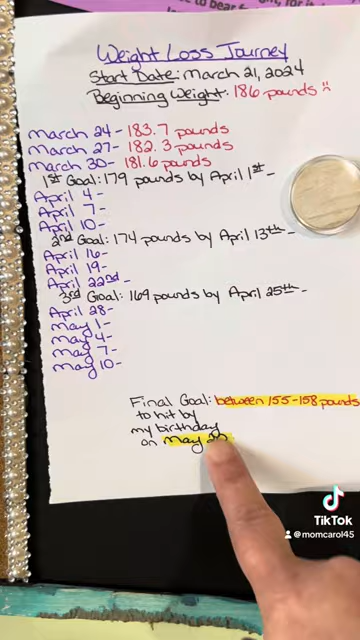 ce to bear f
Weight Loss Journey
Start Date: March 21, 2024
Beginning Weight: 186 pounds :(
March 24- 183.7 pounds
March 27- 182.3 pounds
March 30- 181.6 pounds
1st Goal: 179 pounds by April 1st-
April 4-
April 7-
April 10-
2nd Goal: 174 pounds by April 13th-
April 16-
April 19-
April 22nd-
3rd Goal: 169 pounds by April 25th-
April 28-
May 1-
May 4-
May 7-
May 10-
Final Goal: between 155-158 pounds
to hit by
my birthday
on May
TikTok
@momcarol45